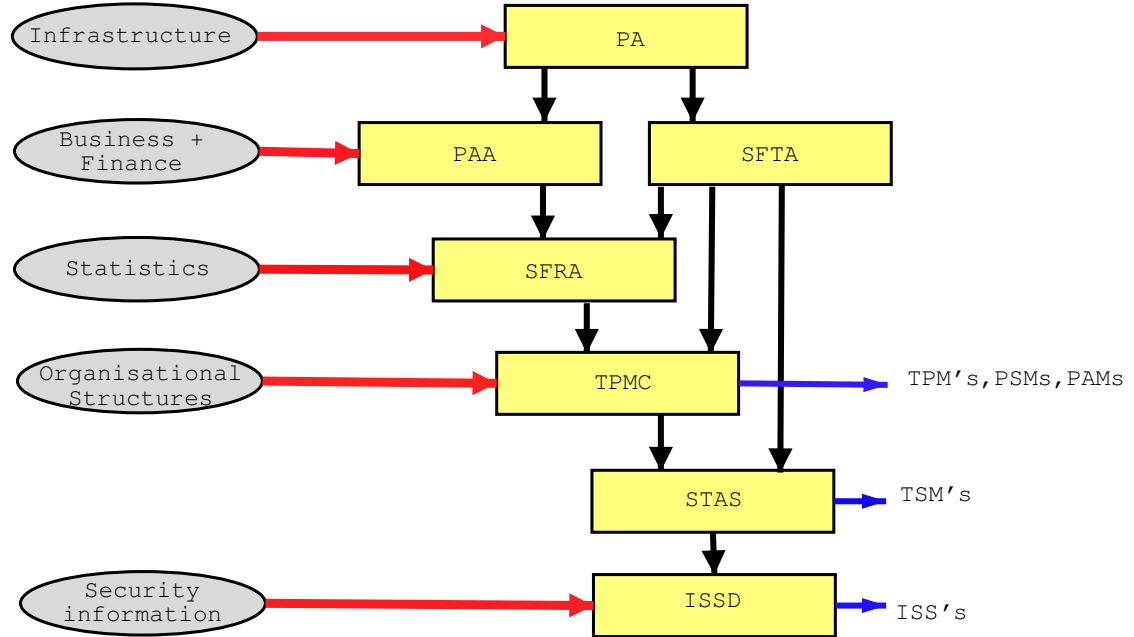 Infrastructure
PA
Business +
Finance
PAA
SFTA
Statistics
SFRA
Organisational
Structures
TPMC
TPM's,PSMs,PAMs
STAS
TSM's
Security
information
ISSD
ISS's